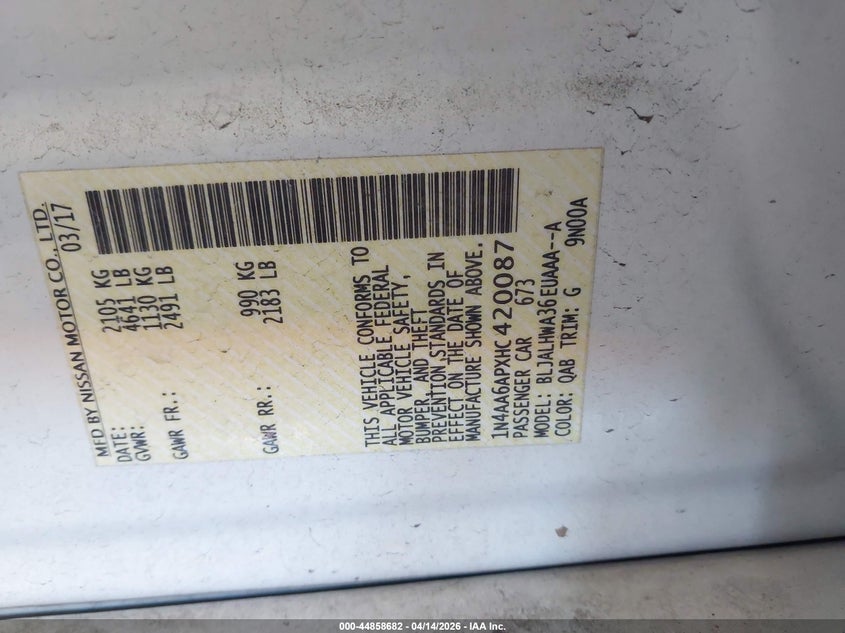 MFD BY NISSAN MOTOR CO., LTD.
DATE: 03/17
GVWR: 2105 KG
4641 LB
GAWR FR.: 1130 KG
2491 LB
GAWR RR.: 990 KG
2183 LB
THIS VEHICLE CONFORMS TO
ALL APPLICABLE FEDERAL
MOTOR VEHICLE SAFETY,
BUMPER, AND THEFT
PREVENTION STANDARDS IN
EFFECT ON THE DATE OF
MANUFACTURE SHOWN ABOVE.
1N4AA6APXHC420087
PASSENGER CAR 673
MODEL: BLJALHWA36EUAAA--A
COLOR: QAB TRIM: G 9N00A
000-44858682 - 04/14/2026 - IAA Inc.